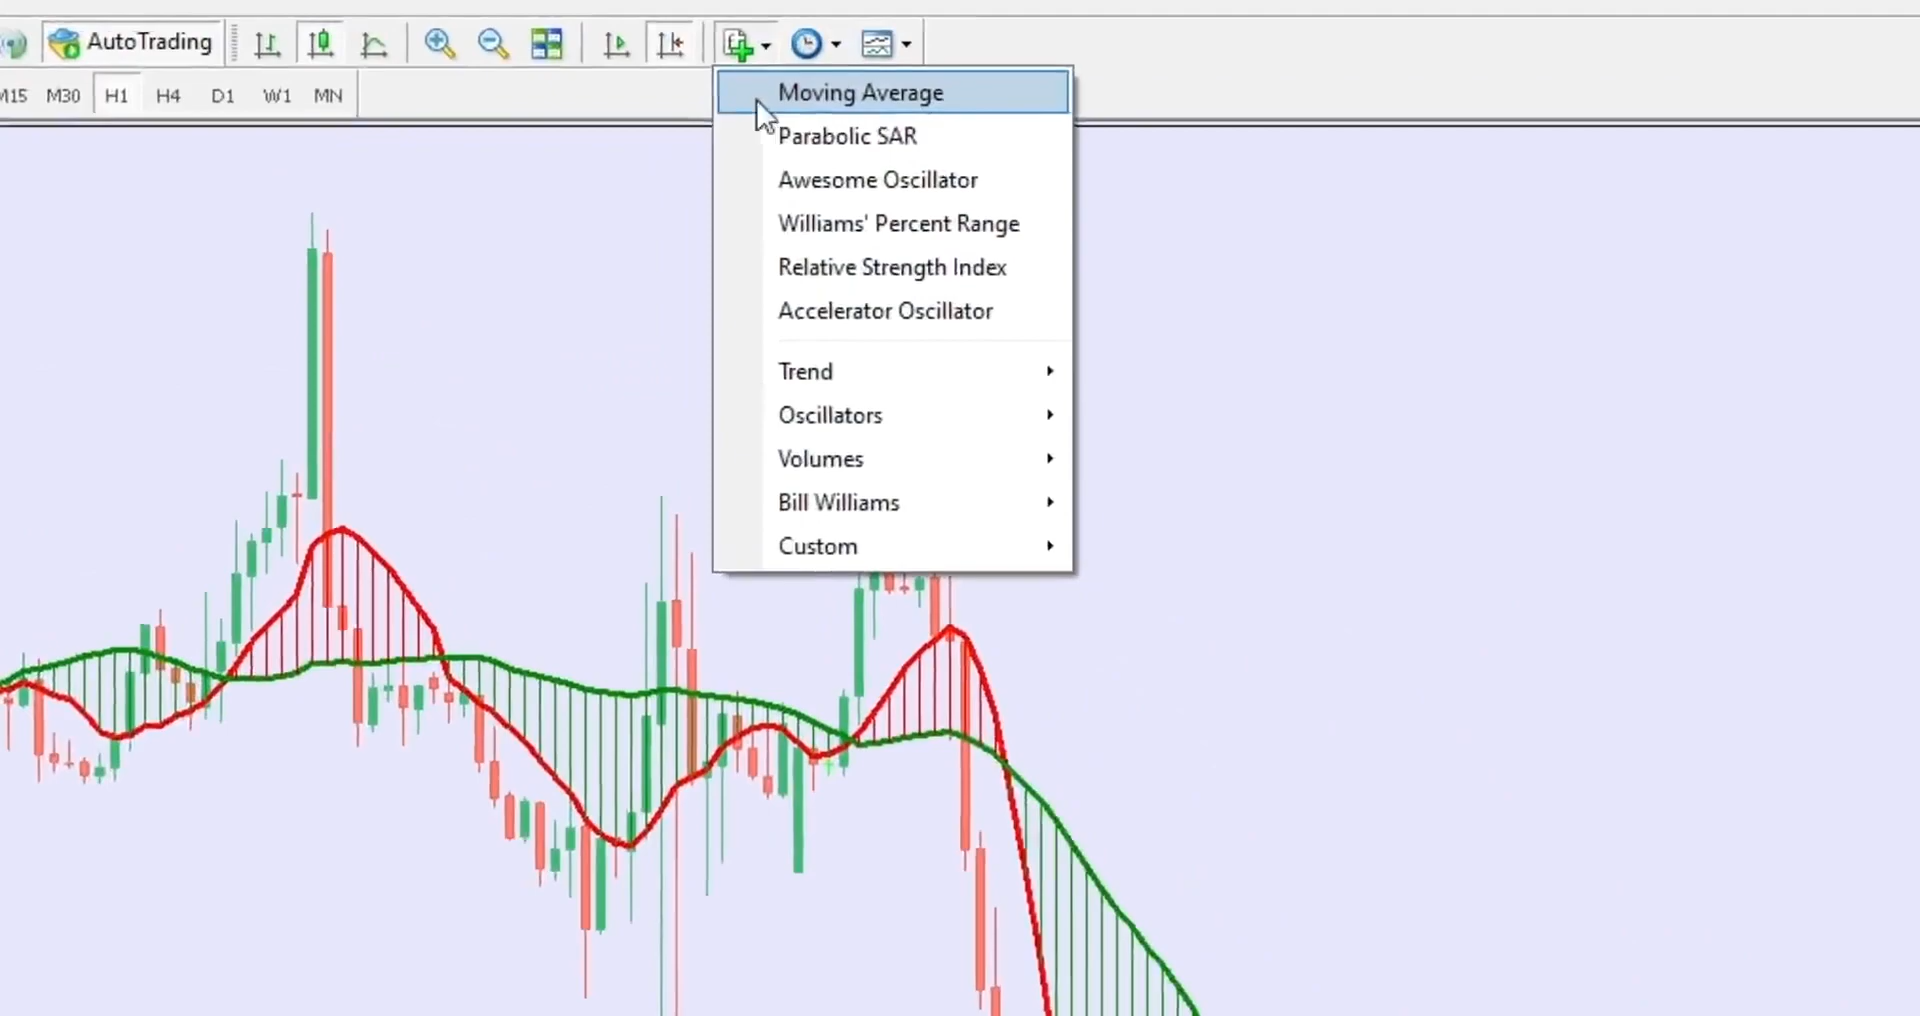 AutoTrading
M15 M30 H1 H4 D1 W1 MN
Moving Average
Parabolic SAR
Awesome Oscillator
Williams' Percent Range
Relative Strength Index
Accelerator Oscillator
Trend
Oscillators
Volumes
Bill Williams
Custom